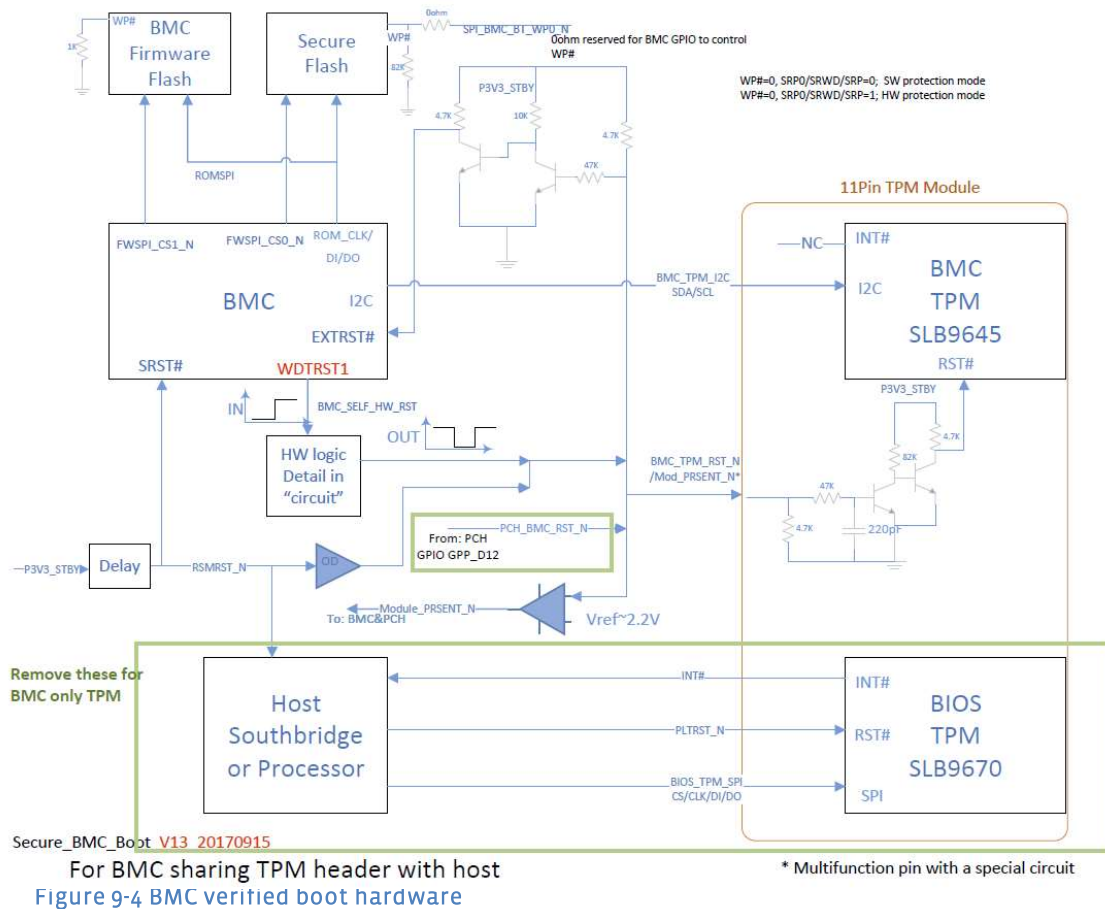 WP#
BMC
Firmware
Flash
1K
Secure
Flash
WP#
0ohm
SPI_BMC_BT_WP0_N
82K
0ohm reserved for BMC GPIO to control
WP#
WP#=0, SRP0/SRWD/SRP=0; SW protection mode
WP#=0, SRP0/SRWD/SRP=1; HW protection mode
P3V3_STBY
4.7K
10K
4.7K
47K
ROMSPI
11Pin TPM Module
FWSPI_CS1_N
FWSPI_CS0_N
ROM_CLK/
DI/DO
BMC
I2C
EXTRST#
SRST#
WDTRST1
BMC_TPM_I2C
SDA/SCL
NC
INT#
I2C
BMC
TPM
SLB9645
RST#
P3V3_STBY
4.7K
82K
47K
4.7K
220pF
IN
BMC_SELF_HW_RST
OUT
HW logic
Detail in
“circuit”
BMC_TPM_RST_N
/Mod_PRSENT_N*
PCH_BMC_RST_N
From: PCH
GPIO GPP_D12
P3V3_STBY
Delay
RSMRST_N
OD
Module_PRSENT_N
To: BMC&PCH
Vref~2.2V
Remove these for
BMC only TPM
Host
Southbridge
or Processor
INT#
PLTRST_N
BIOS_TPM_SPI
CS/CLK/DI/DO
INT#
RST#
SPI
BIOS
TPM
SLB9670
Secure_BMC_Boot V13 20170915
For BMC sharing TPM header with host
* Multifunction pin with a special circuit
Figure 9-4 BMC verified boot hardware